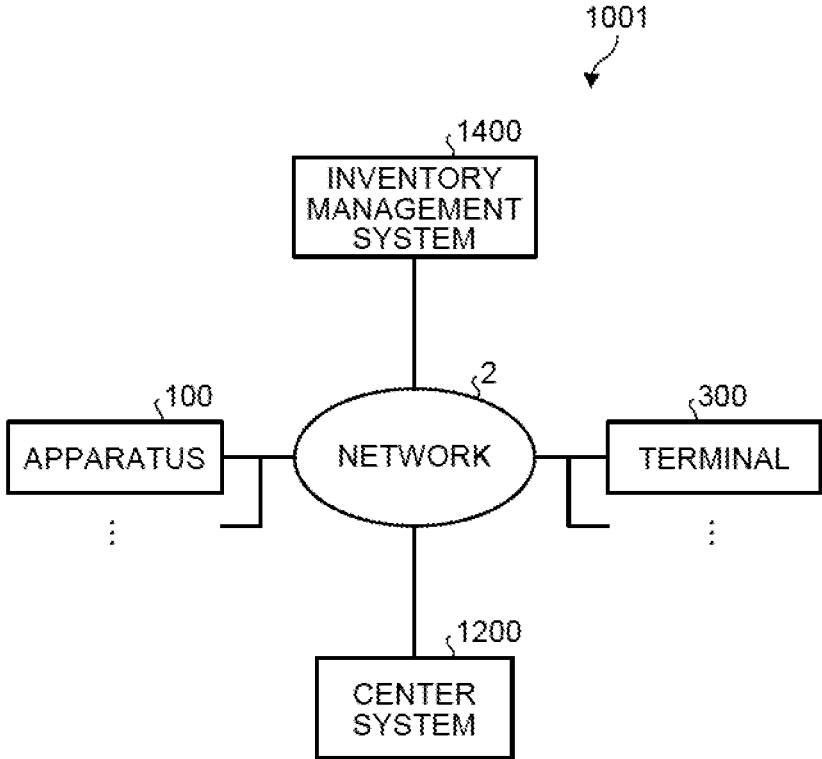 1001
1400
INVENTORY
MANAGEMENT
SYSTEM
2
100
300
APPARATUS
NETWORK
TERMINAL
1200
CENTER
SYSTEM